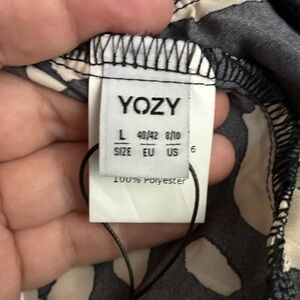 YOZY
L 40/42 8/10
SIZE EU US
6
100% Polyester